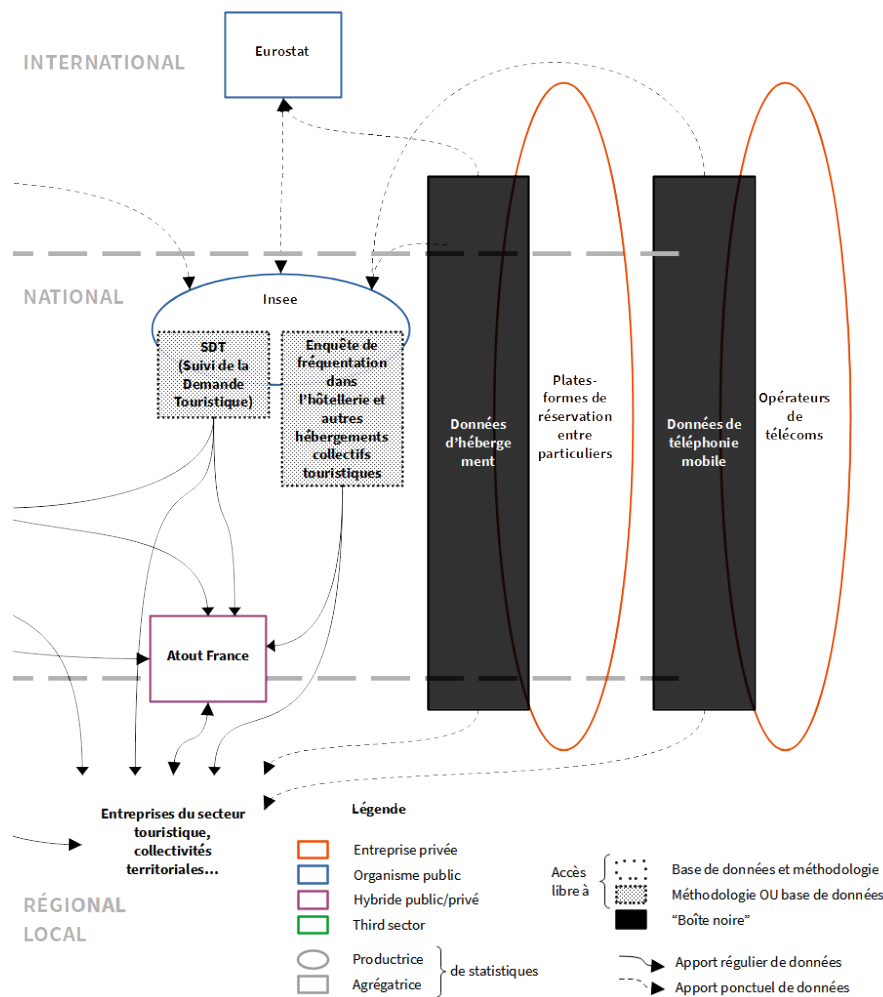 INTERNATIONAL
Eurostat
NATIONAL
Insee
SDT
(Suivi de la
Demande
Touristique)
Enquête de
fréquentation
dans
l'hôtellerie et
autres
hébergements
collectifs
touristiques
Données
d'héberge
ment
Plates-
formes de
réservation
entre
particuliers
Données de
téléphonie
mobile
Opérateurs
de
télécoms
Atout France
Entreprises du secteur
touristique,
collectivités
territoriales...
RÉGIONAL
LOCAL
Légende
Entreprise privée
Organisme public
Hybride public/privé
Third sector
Productrice
Agrégatrice
de statistiques
Accès
libre à
Base de données et méthodologie
Méthodologie OU base de données
“Boîte noire”
Apport régulier de données
Apport ponctuel de données